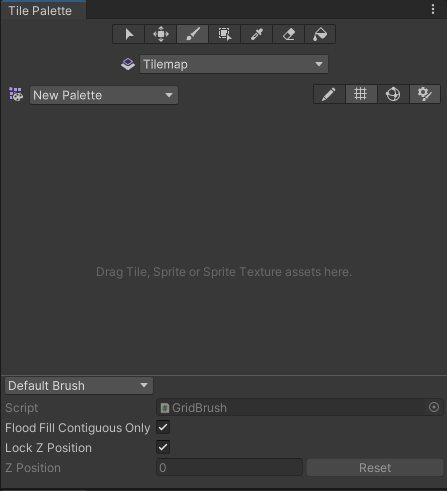 Tile Palette
Tilemap
New Palette
Drag Tile, Sprite or Sprite Texture assets here.
Default Brush
Script GridBrush
Flood Fill Contiguous Only
Lock Z Position
Z Position 0 Reset